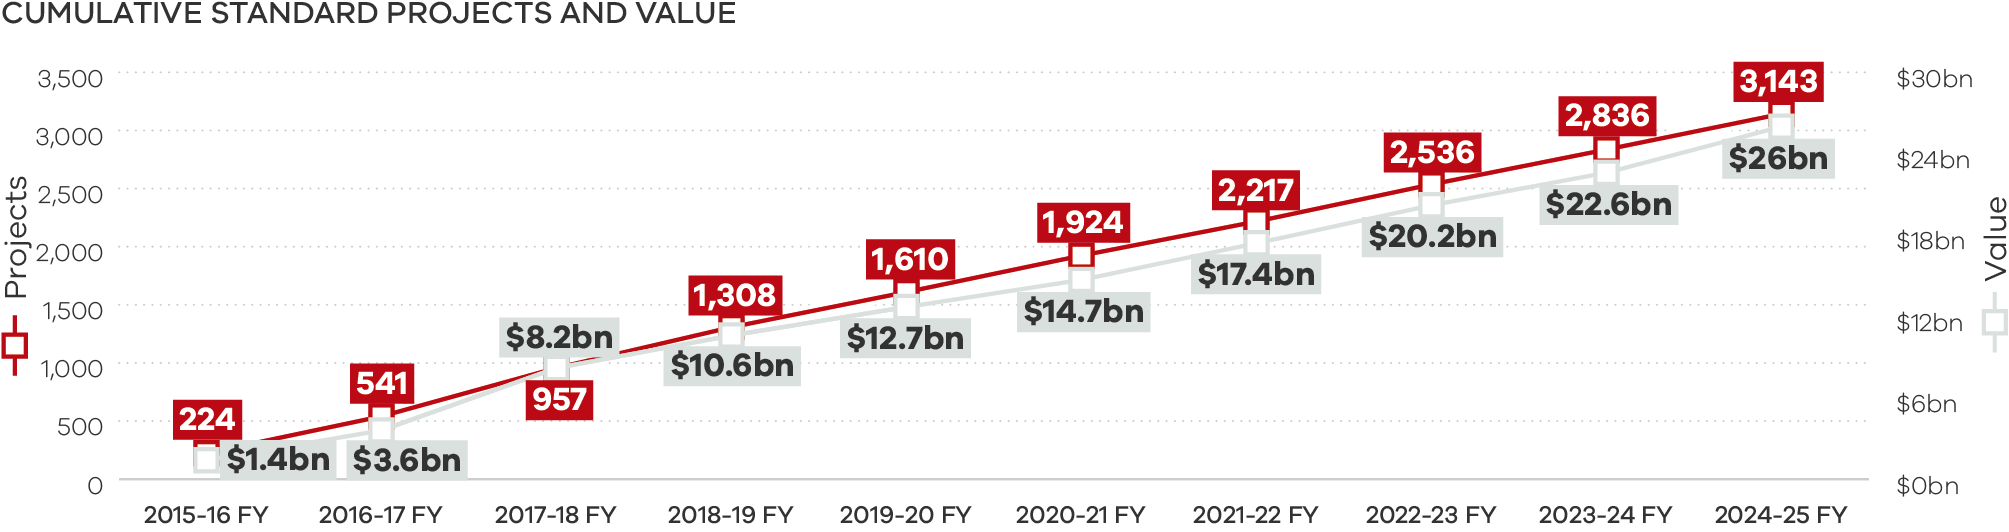 CUMULATIVE STANDARD PROJECTS AND VALUE
3,500
3,000
2,500
2,000
1,500
1,000
500
0
Projects
224
541
957
1,308
1,610
1,924
2,217
2,536
2,836
3,143
$1.4bn
$3.6bn
$8.2bn
$10.6bn
$12.7bn
$14.7bn
$17.4bn
$20.2bn
$22.6bn
$26bn
$30bn
$24bn
$18bn
$12bn
$6bn
$0bn
Value
2015-16 FY
2016-17 FY
2017-18 FY
2018-19 FY
2019-20 FY
2020-21 FY
2021-22 FY
2022-23 FY
2023-24 FY
2024-25 FY